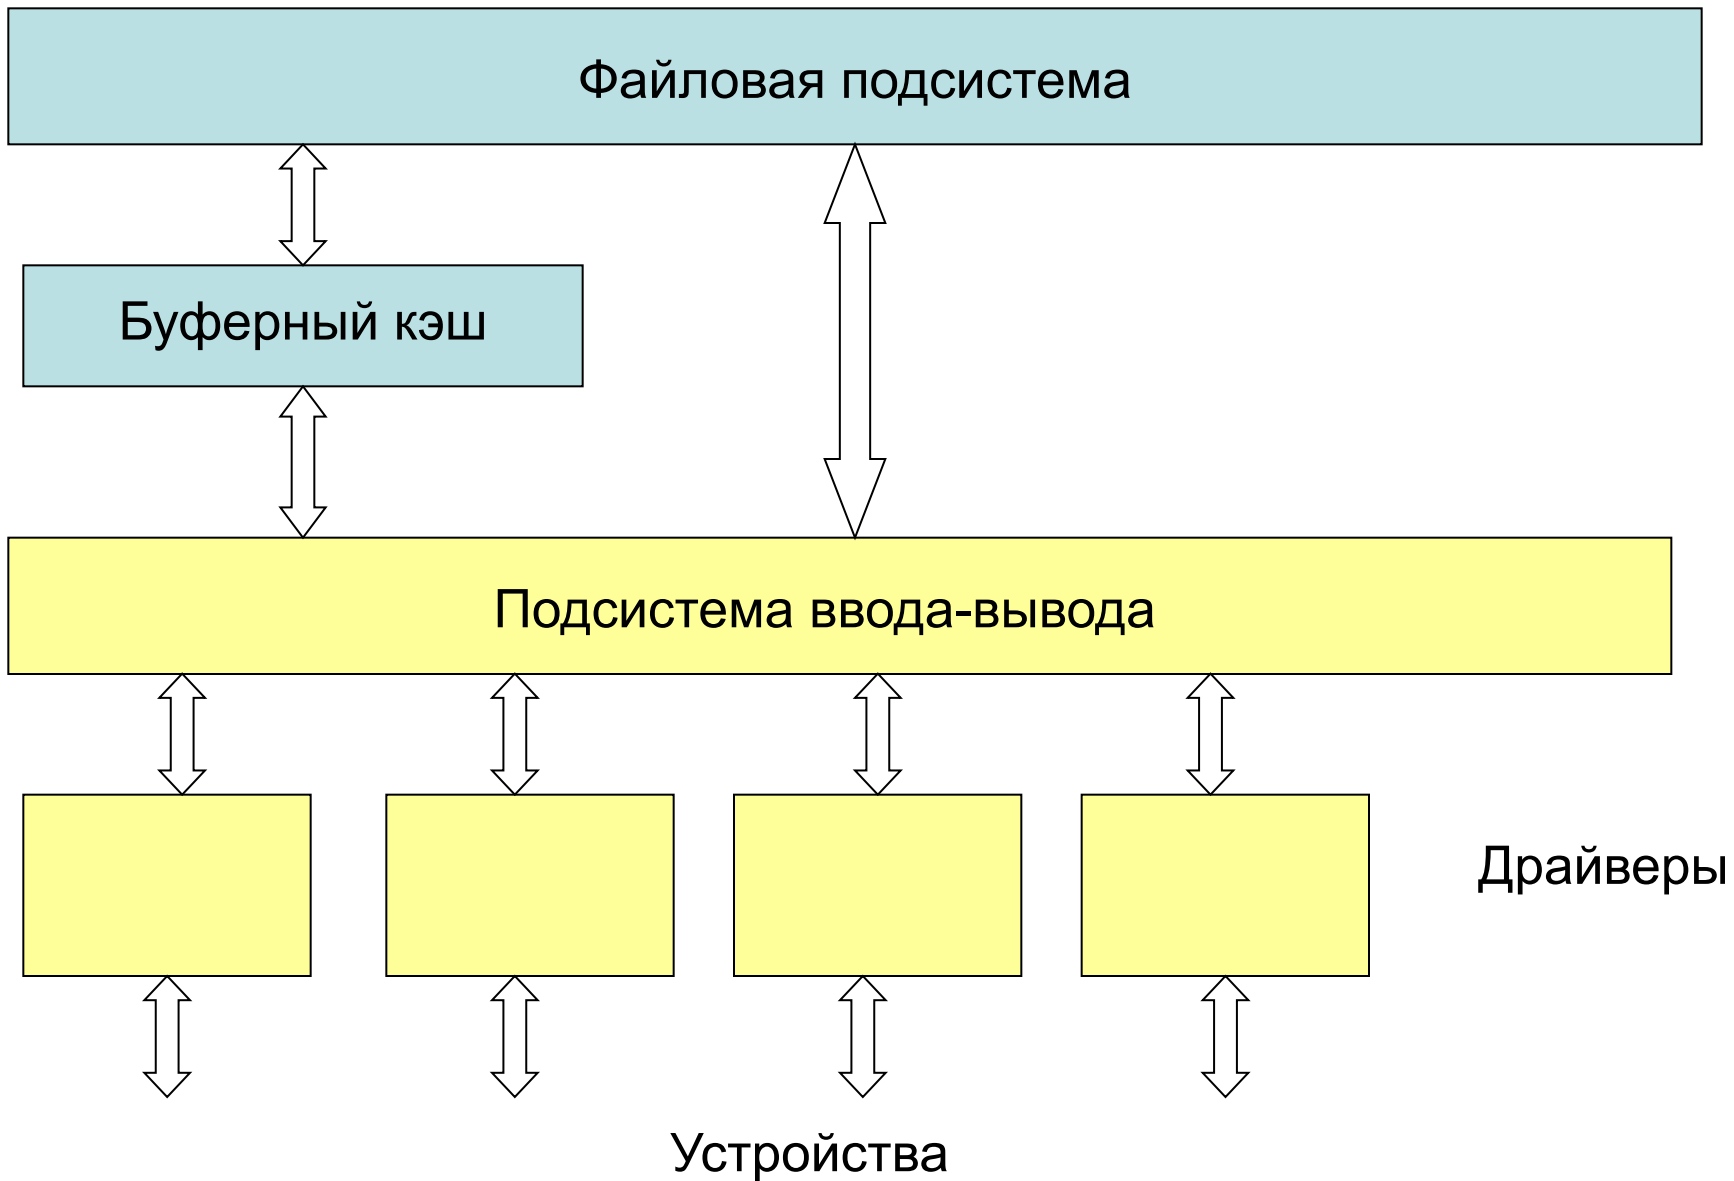 Файловая подсистема
Буферный кэш
Подсистема ввода-вывода
Драйверы
Устройства